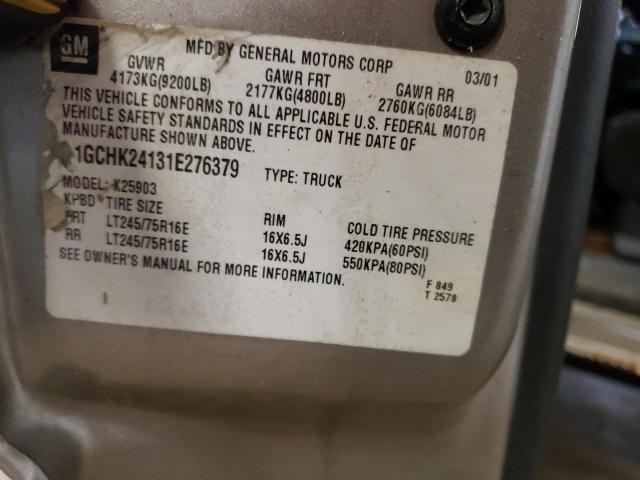 GM
MFD BY GENERAL MOTORS CORP 03/01
GVWR GAWR FRT GAWR RR
4173KG(9200LB) 2177KG(4800LB) 2760KG(6084LB)
THIS VEHICLE CONFORMS TO ALL APPLICABLE U.S. FEDERAL MOTOR
VEHICLE SAFETY STANDARDS IN EFFECT ON THE DATE OF
MANUFACTURE SHOWN ABOVE.
1GCHK24131E276379 TYPE: TRUCK
MODEL: K25903
KPBD TIRE SIZE RIM COLD TIRE PRESSURE
FRT LT245/75R16E 16X6.5J 420KPA(60PSI)
RR LT245/75R16E 16X6.5J 550KPA(80PSI)
SEE OWNER'S MANUAL FOR MORE INFORMATION.
F 849
T 2578